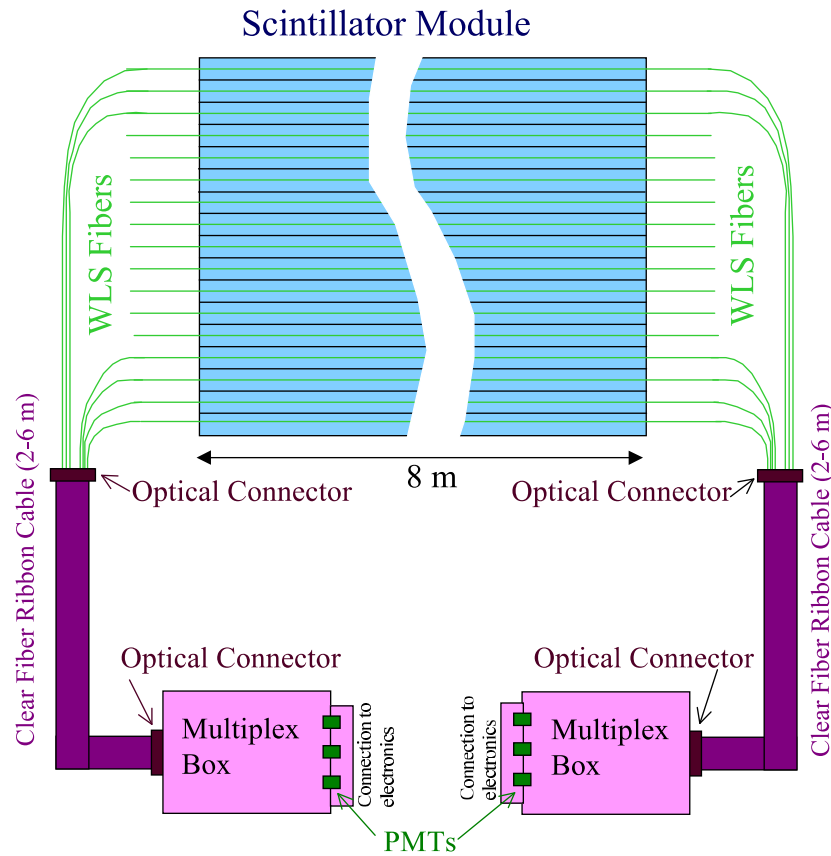 Scintillator Module
WLS Fibers
WLS Fibers
8 m
Optical Connector
Optical Connector
Clear Fiber Ribbon Cable (2-6 m)
Clear Fiber Ribbon Cable (2-6 m)
Optical Connector
Optical Connector
Multiplex
Box
Connection to
electronics
Connection to
electronics
Multiplex
Box
PMTs